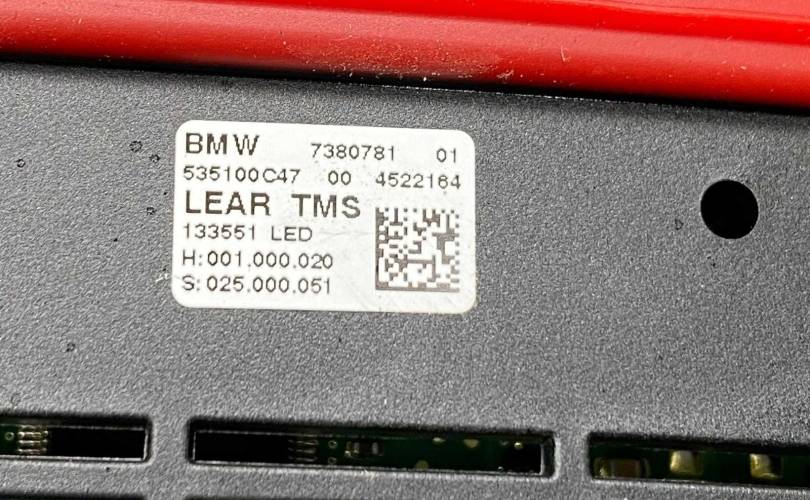 BMW 7380781 01
535100C47 00 4522164
LEAR TMS
133551 LED
H:001.000.020
S:025.000.051